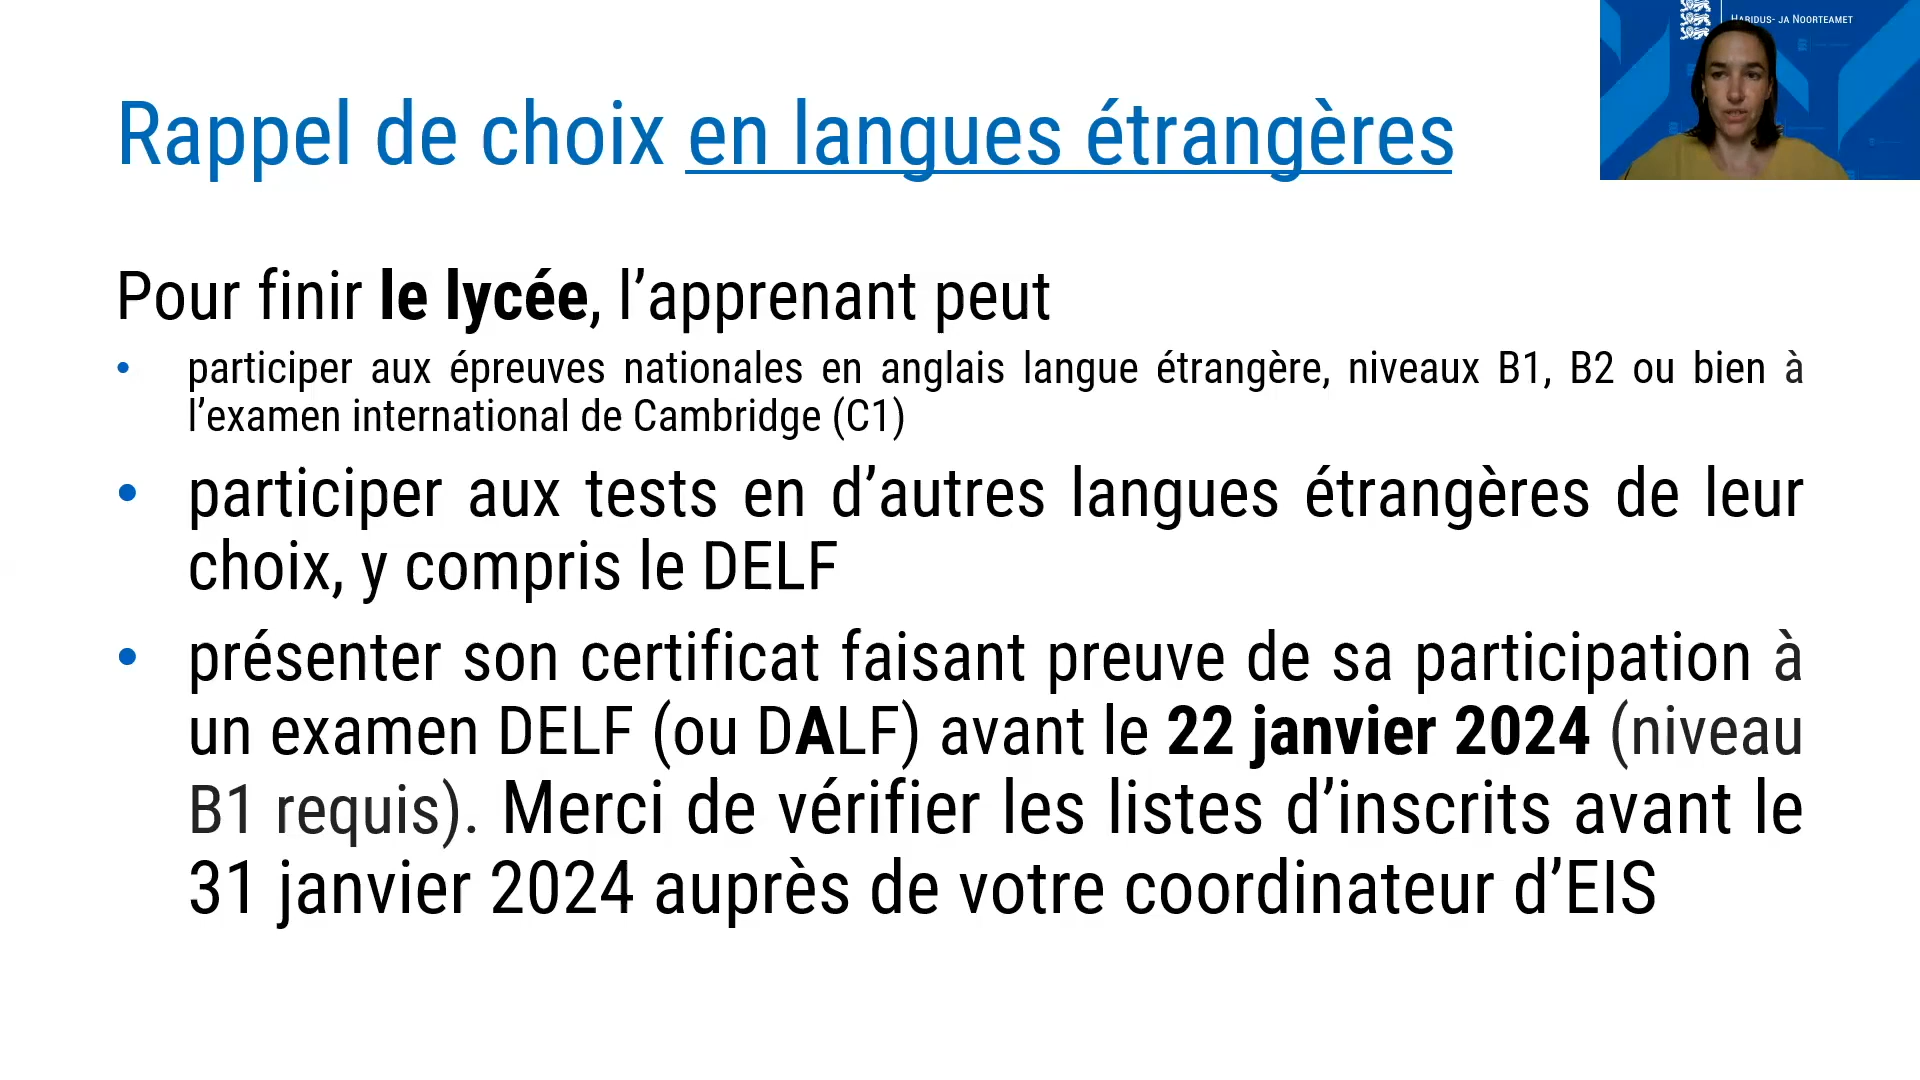 HARIDUS- JA NOORTEAMET
Rappel de choix en langues étrangères
Pour finir le lycée, l’apprenant peut
• participer aux épreuves nationales en anglais langue étrangère, niveaux B1, B2 ou bien à
l’examen international de Cambridge (C1)
• participer aux tests en d’autres langues étrangères de leur
choix, y compris le DELF
• présenter son certificat faisant preuve de sa participation à
un examen DELF (ou DALF) avant le 22 janvier 2024 (niveau
B1 requis). Merci de vérifier les listes d’inscrits avant le
31 janvier 2024 auprès de votre coordinateur d’EIS